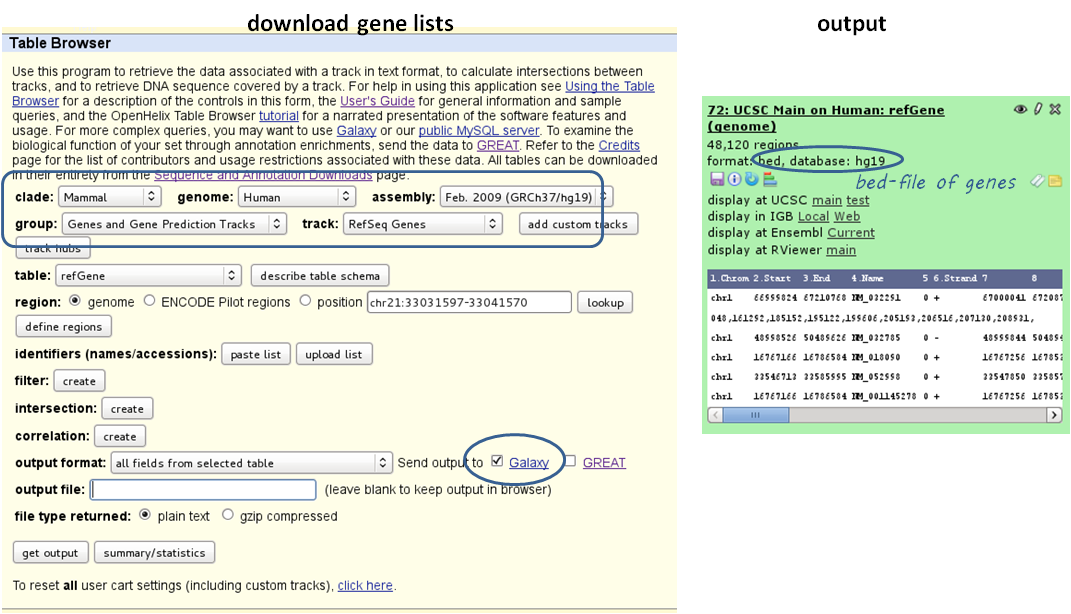 download gene lists
output
Table Browser
Use this program to retrieve the data associated with a track in text format, to calculate intersections between
tracks, and to retrieve DNA sequence covered by a track. For help in using this application see Using the Table
Browser for a description of the controls in this form, the User's Guide for general information and sample
queries, and the OpenHelix Table Browser tutorial for a narrated presentation of the software features and
usage. For more complex queries, you may want to use Galaxy or our public MySQL server. To examine the
biological function of your set through annotation enrichments, send the data to GREAT. Refer to the Credits
page for the list of contributors and usage restrictions associated with these data. All tables can be downloaded
in their entirety from the Sequence and Annotation Downloads page.
clade: Mammal genome: Human assembly: Feb. 2009 (GRCh37/hg19)
group: Genes and Gene Prediction Tracks track: RefSeq Genes add custom tracks
track hubs
table: refGene describe table schema
region: genome ENCODE Pilot regions position chr21:33031597-33041570 lookup
define regions
identifiers (names/accessions): paste list upload list
filter: create
intersection: create
correlation: create
output format: all fields from selected table Send output to Galaxy GREAT
output file: (leave blank to keep output in browser)
file type returned: plain text gzip compressed
get output summary/statistics
To reset all user cart settings (including custom tracks), click here.
72: UCSC Main on Human: refGene
(genome)
48,120 regions
format: bed, database: hg19
bed-file of genes
display at UCSC main test
display in IGB Local Web
display at Ensembl Current
display at RViewer main
1.Chrom 2.Start 3.End 4.Name 5 6.Strand 7 8
chr1 66999824 67210768 NM_032291 0 + 67000041 672087
048,161292,185152,195122,199606,205193,206516,207130,208931,
chr1 48998526 50489626 NM_032785 0 - 48999844 504894
chr1 16767166 16786584 NM_018090 0 + 16767256 167853
chr1 33546713 33585995 NM_052998 0 + 33547850 335857
chr1 16767166 16786584 NM_001145278 0 + 16767256 167853